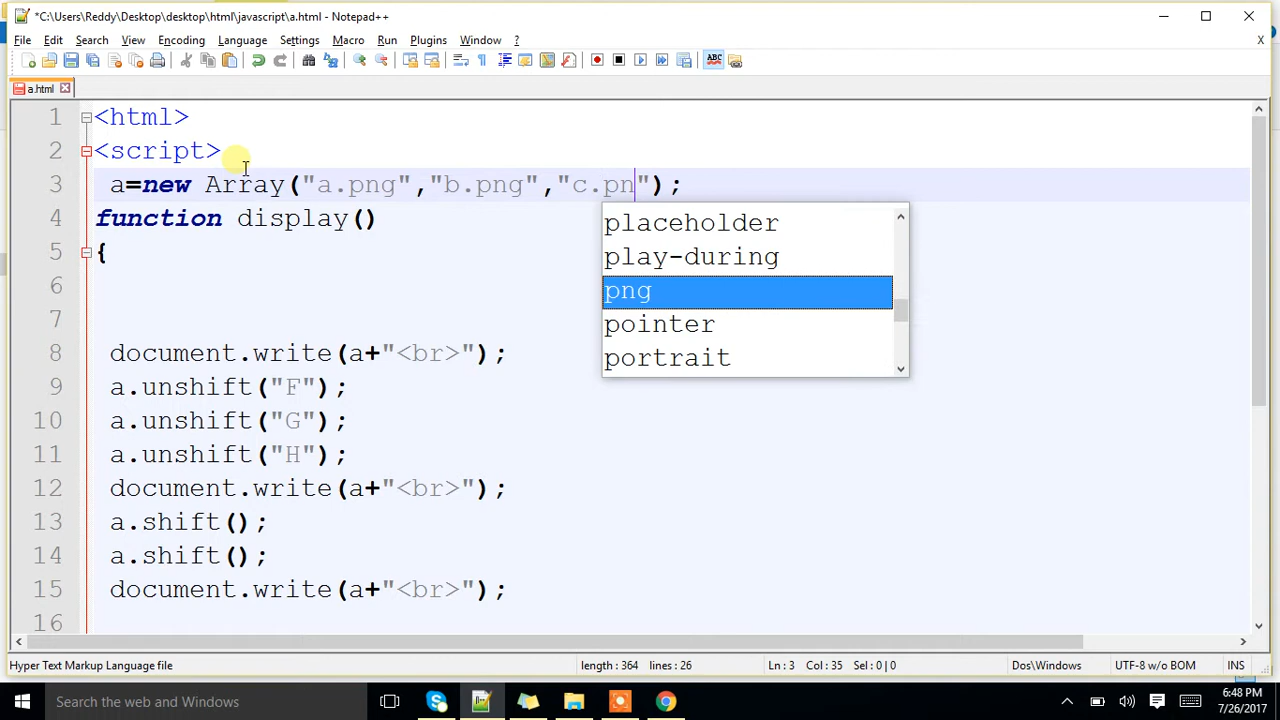 *C:\Users\Reddy\Desktop\desktop\html\javascript\a.html - Notepad++
File Edit Search View Encoding Language Settings Macro Run Plugins Window ? X
ABC
a.html
1 <html>
2 <script>
3 a=new Array("a.png","b.png","c.pn");
4 function display()
5 {
6
7
8 document.write(a+"<br>");
9 a.unshift("F");
10 a.unshift("G");
11 a.unshift("H");
12 document.write(a+"<br>");
13 a.shift();
14 a.shift();
15 document.write(a+"<br>");
16
placeholder
play-during
png
pointer
portrait
Hyper Text Markup Language file length : 364 lines : 26 Ln : 3 Col : 35 Sel : 0 | 0 Dos\Windows UTF-8 w/o BOM INS
Search the web and Windows
6:48 PM
7/26/2017